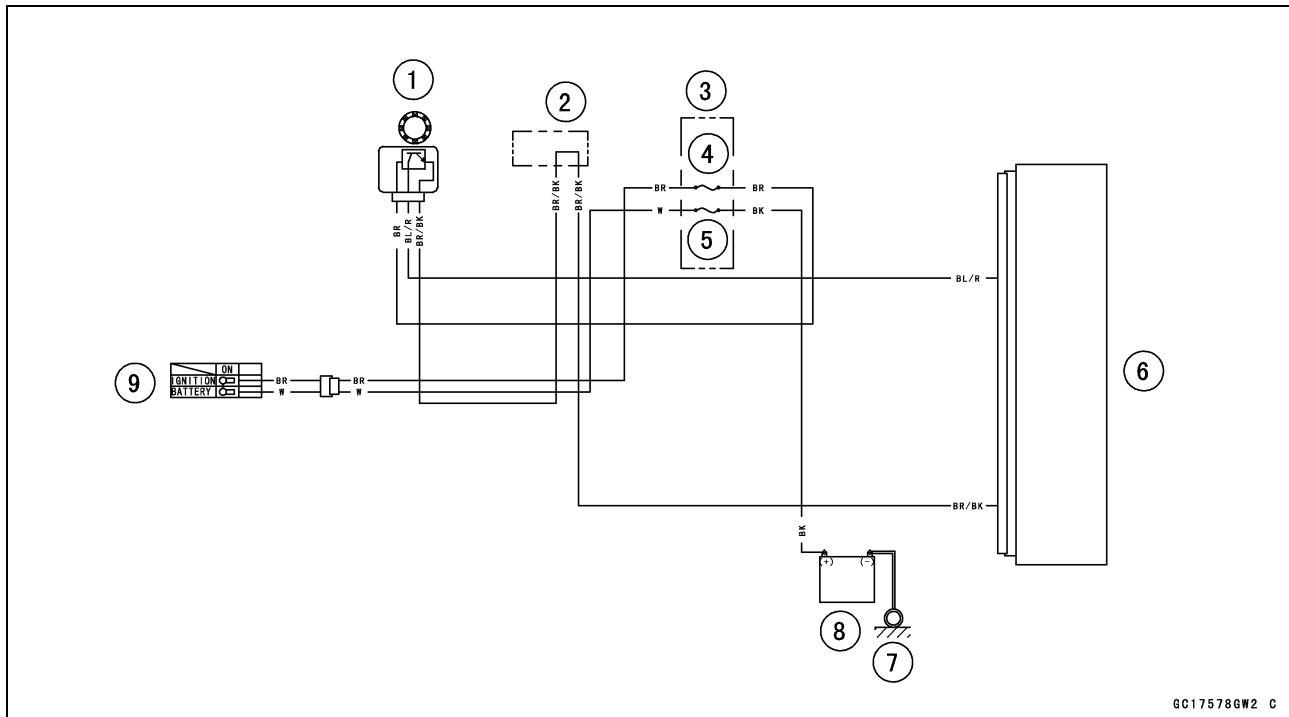 1
2
3
4
BR/BK
BR/BK
BR
BR
W
BK
5
BR
BL/R
BR/BK
BL/R
6
9
ON
IGNITION
BATTERY
BR
BR
W
W
BR/BK
BK
(+)
(-)
8
7
GC17578GW2 C